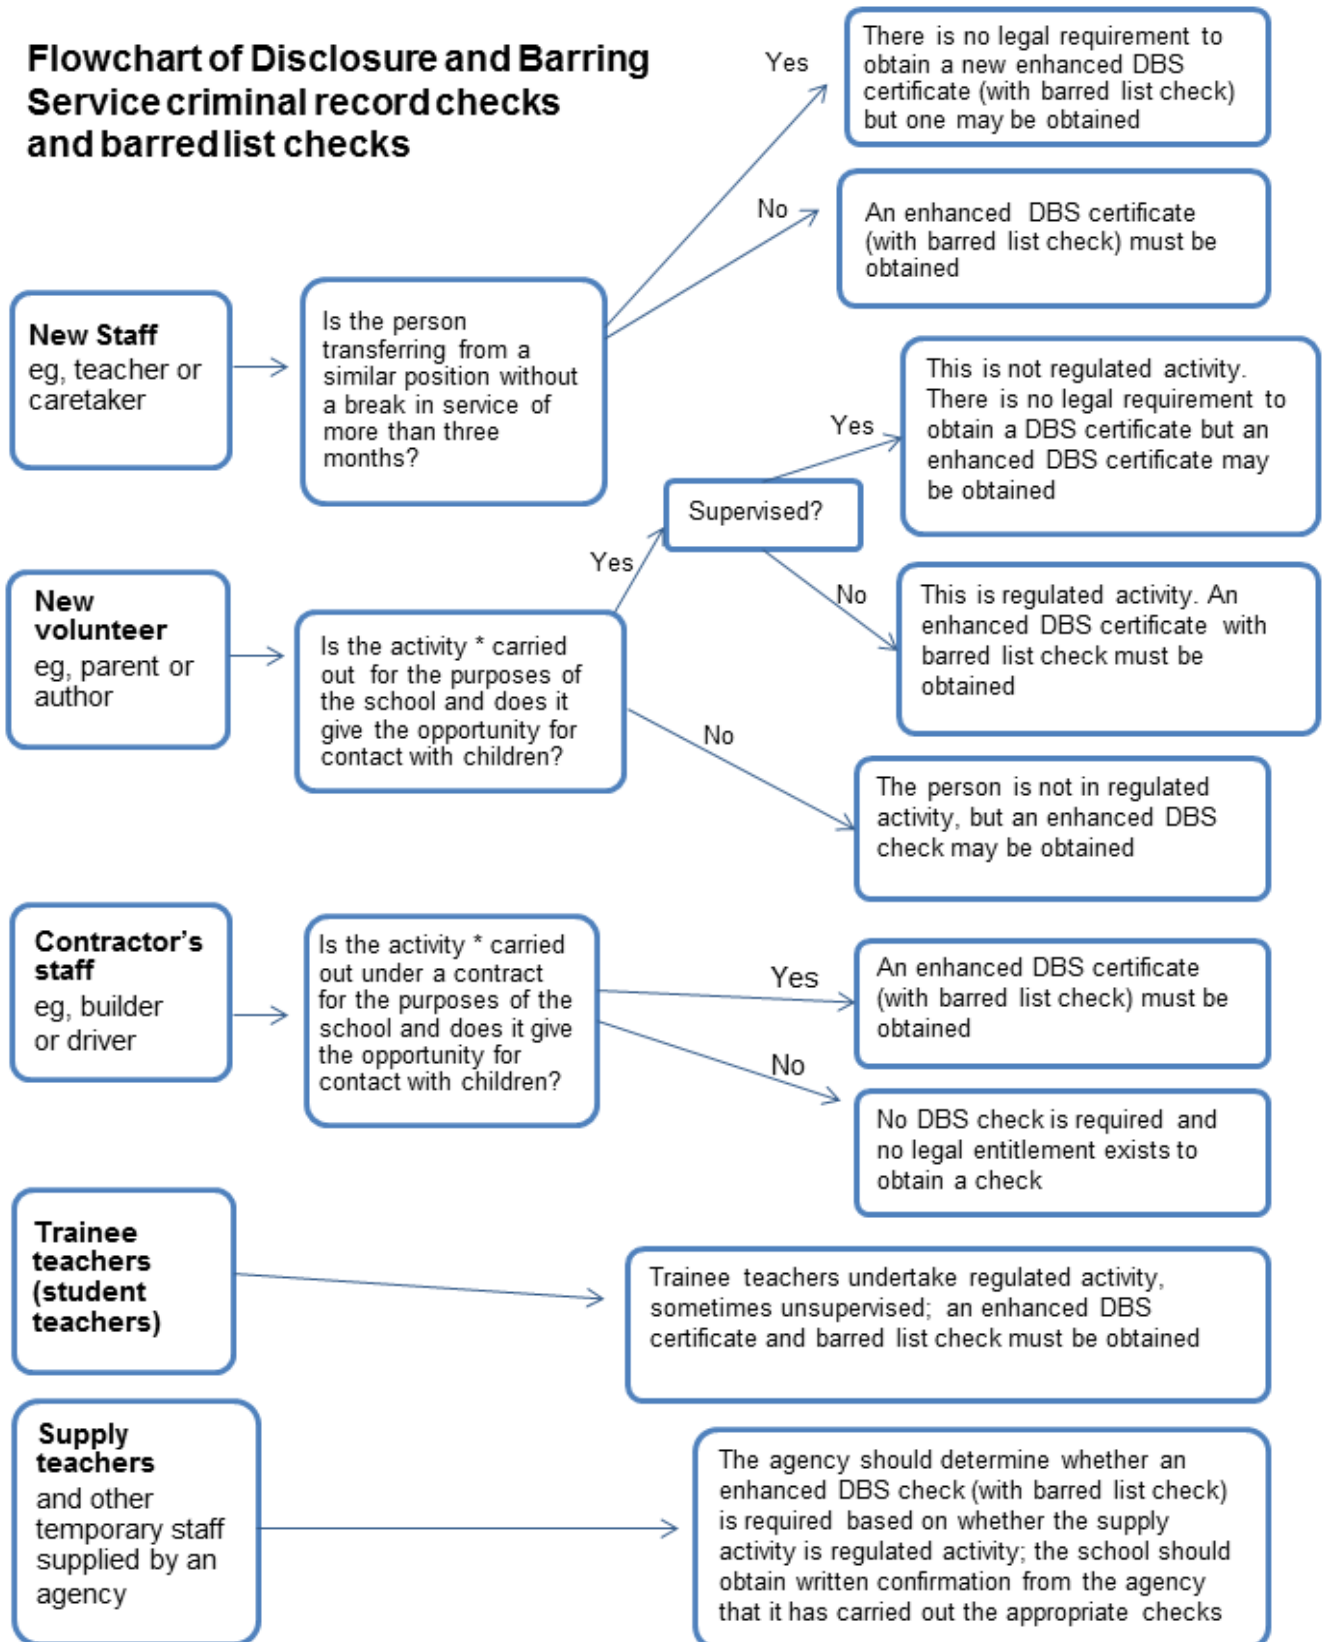 Flowchart of Disclosure and Barring
Service criminal record checks
and barred list checks
Yes
There is no legal requirement to
obtain a new enhanced DBS
certificate (with barred list check)
but one may be obtained
No
An enhanced DBS certificate
(with barred list check) must be
obtained
New Staff
eg, teacher or
caretaker
Is the person
transferring from a
similar position without
a break in service of
more than three
months?
This is not regulated activity.
There is no legal requirement to
obtain a DBS certificate but an
enhanced DBS certificate may
be obtained
Yes
Supervised?
Yes
No
This is regulated activity. An
enhanced DBS certificate with
barred list check must be
obtained
New
volunteer
eg, parent or
author
Is the activity * carried
out for the purposes of
the school and does it
give the opportunity for
contact with children?
No
The person is not in regulated
activity, but an enhanced DBS
check may be obtained
Contractor's
staff
eg, builder
or driver
Is the activity * carried
out under a contract
for the purposes of the
school and does it give
the opportunity for
contact with children?
Yes
An enhanced DBS certificate
(with barred list check) must be
obtained
No
No DBS check is required and
no legal entitlement exists to
obtain a check
Trainee
teachers
(student
teachers)
Trainee teachers undertake regulated activity,
sometimes unsupervised; an enhanced DBS
certificate and barred list check must be obtained
Supply
teachers
and other
temporary staff
supplied by an
agency
The agency should determine whether an
enhanced DBS check (with barred list check)
is required based on whether the supply
activity is regulated activity; the school should
obtain written confirmation from the agency
that it has carried out the appropriate checks